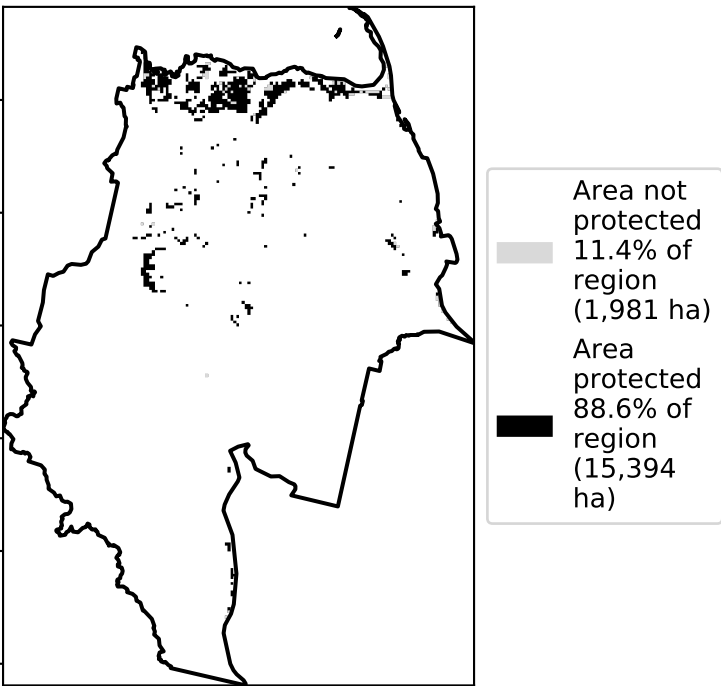 Area not
protected
11.4% of
region
(1,981 ha)
Area
protected
88.6% of
region
(15,394
ha)